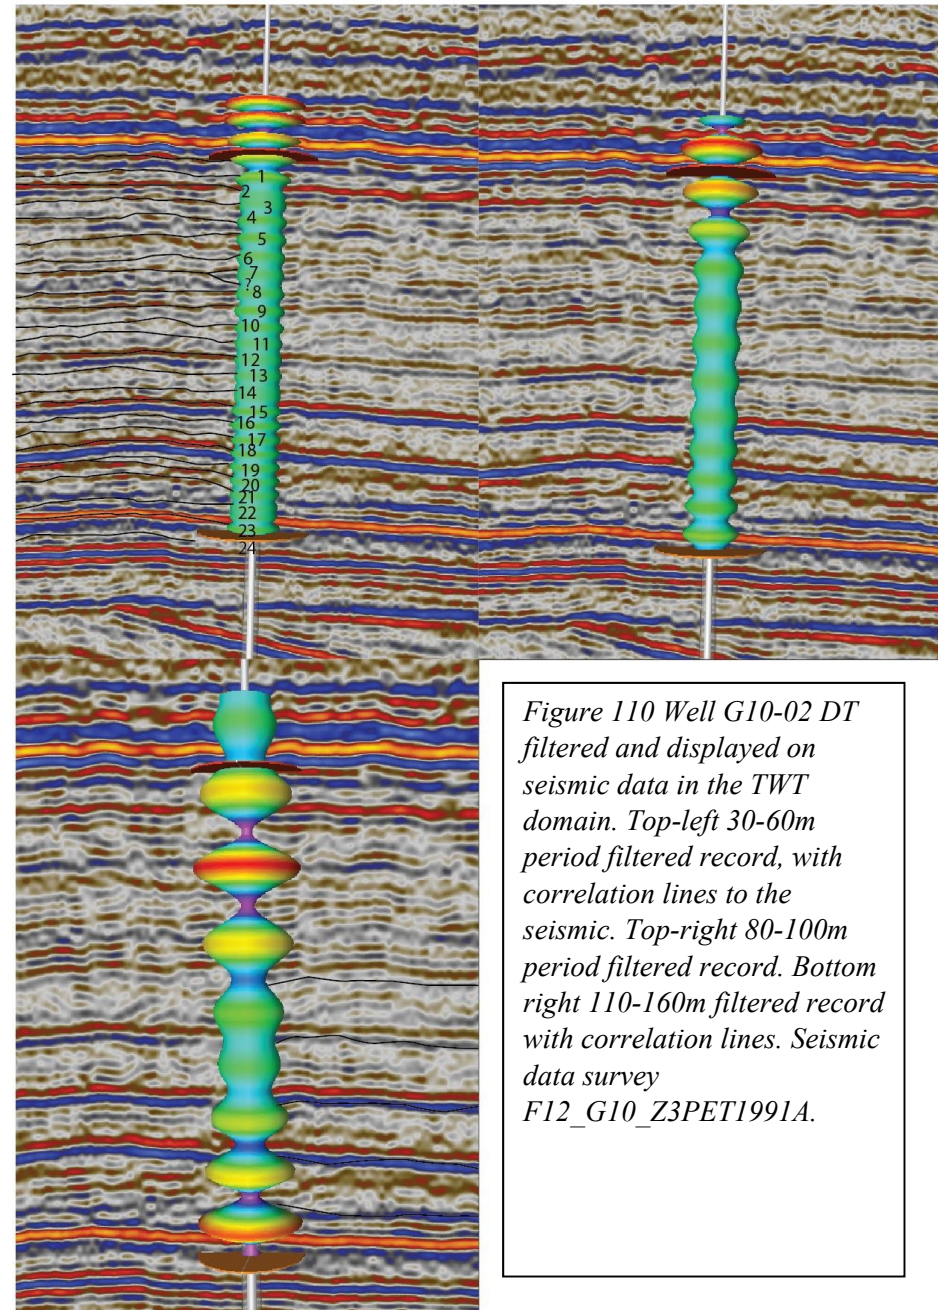 1
2
3
4
5
6
7
?
8
9
10
11
12
13
14
15
16
17
18
19
20
21
22
23
24
Figure 110 Well G10-02 DT
filtered and displayed on
seismic data in the TWT
domain. Top-left 30-60m
period filtered record, with
correlation lines to the
seismic. Top-right 80-100m
period filtered record. Bottom
right 110-160m filtered record
with correlation lines. Seismic
data survey
F12_G10_Z3PET1991A.